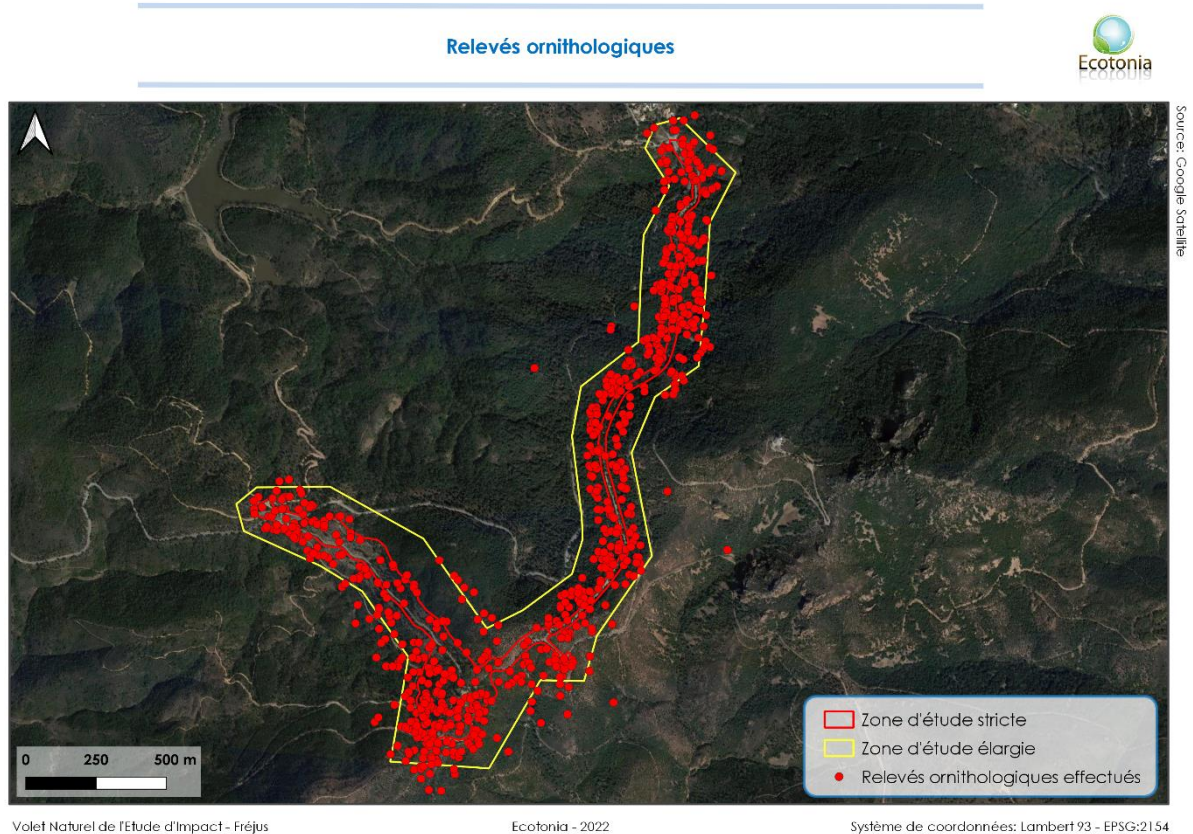 Relevés ornithologiques
Ecotonia
Source: Google Satellite
Zone d'étude stricte
Zone d'étude élargie
Relevés ornithologiques effectués
0 250 500 m
Volet Naturel de l'Etude d'Impact - Fréjus
Ecotonia - 2022
Système de coordonnées: Lambert 93 - EPSG:2154